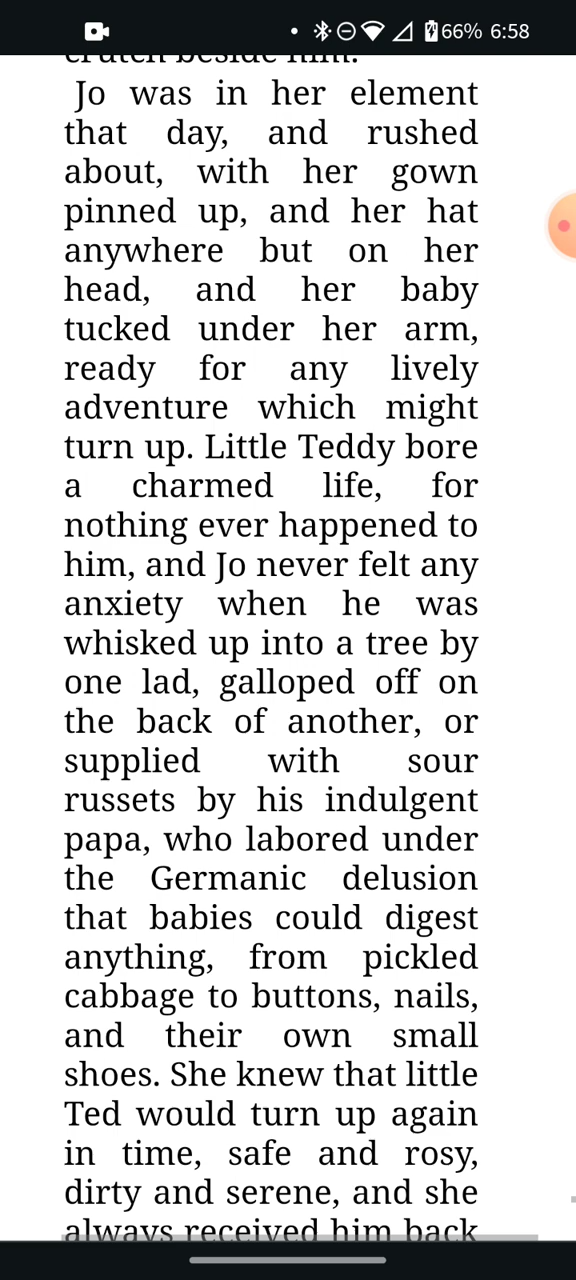 66% 6:58
crutch beside him.
Jo was in her element
that day, and rushed
about, with her gown
pinned up, and her hat
anywhere but on her
head, and her baby
tucked under her arm,
ready for any lively
adventure which might
turn up. Little Teddy bore
a charmed life, for
nothing ever happened to
him, and Jo never felt any
anxiety when he was
whisked up into a tree by
one lad, galloped off on
the back of another, or
supplied with sour
russets by his indulgent
papa, who labored under
the Germanic delusion
that babies could digest
anything, from pickled
cabbage to buttons, nails,
and their own small
shoes. She knew that little
Ted would turn up again
in time, safe and rosy,
dirty and serene, and she
always received him back